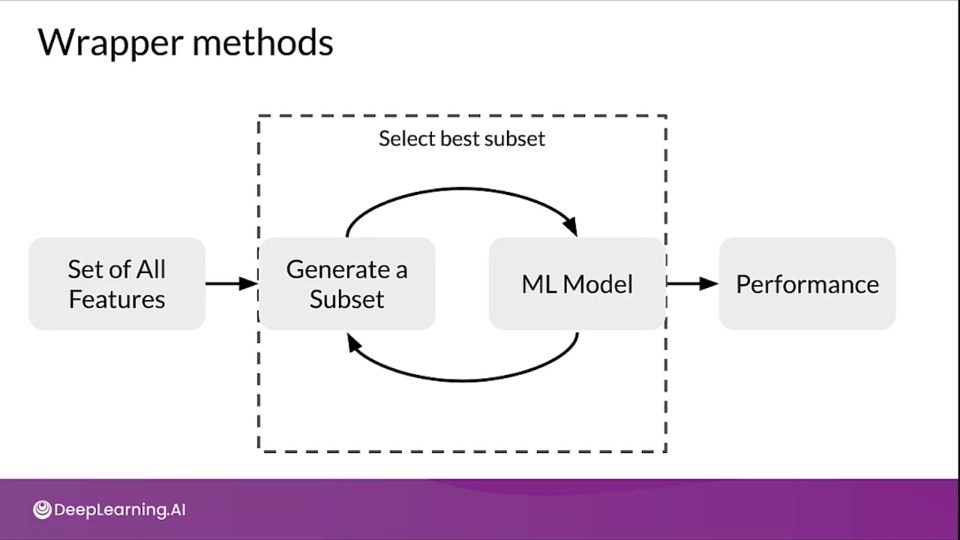 Wrapper methods
Select best subset
Set of All
Features
Generate a
Subset
ML Model
Performance
DeepLearning.AI